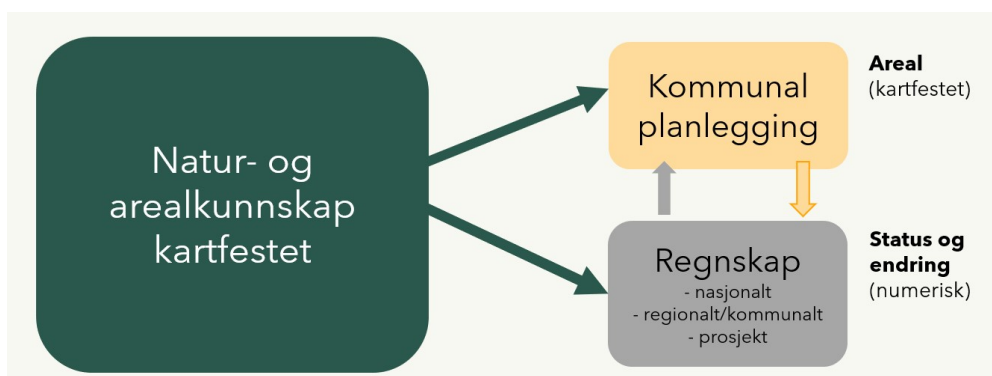 Natur- og
arealkunnskap
kartfestet
Kommunal
planlegging
Areal
(kartfestet)
Regnskap
- nasjonalt
- regionalt/kommunalt
- prosjekt
Status og
endring
(numerisk)